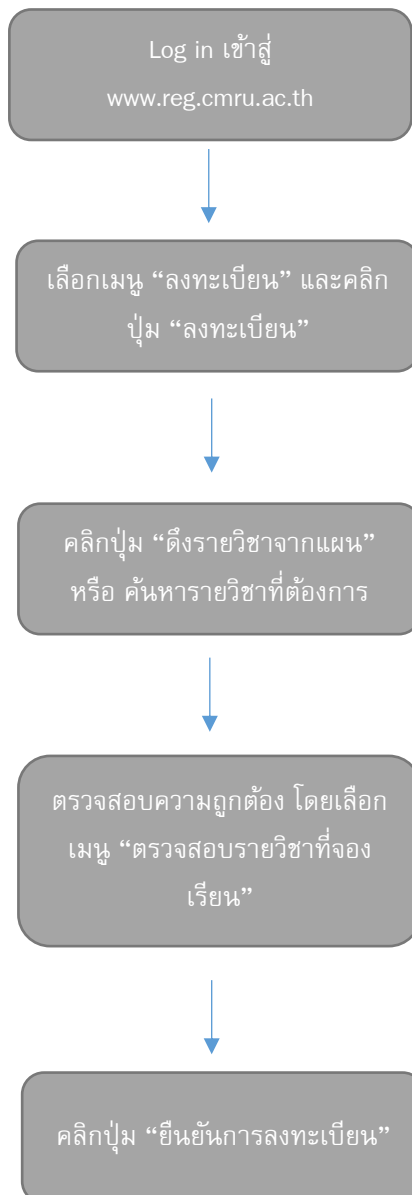 Log in เข้าสู่
www.reg.cmru.ac.th
เลือกเมนู “ลงทะเบียน” และคลิก
ปุ่ม “ลงทะเบียน”
คลิกปุ่ม “ดึงรายวิชาจากแผน”
หรือ ค้นหารายวิชาที่ต้องการ
ตรวจสอบความถูกต้อง โดยเลือก
เมนู “ตรวจสอบรายวิชาที่จอง
เรียน”
คลิกปุ่ม “ยืนยันการลงทะเบียน”